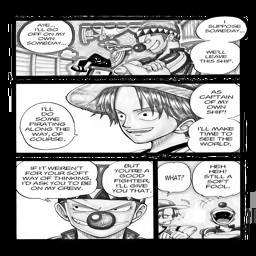 AYE...
I'LL GO
OFF ON MY
OWN
SOMEDAY...
I
SUPPOSE
SOMEDAY...
WE'LL
LEAVE
THIS SHIP.
AS
CAPTAIN
OF MY
OWN
SHIP!
I'LL MAKE
TIME TO
SEE THE
WORLD.
I'LL
DO
SOME
PIRATING
ALONG THE
WAY, OF
COURSE.
IF IT WEREN'T
FOR YOUR SOFT
WAY OF THINKING,
I'D ASK YOU TO BE
ON MY CREW.
BUT
YOU'RE A
GOOD
FIGHTER,
I'LL GIVE
YOU THAT.
WHAT?
HEH
HEH!
STILL A
SOFT
FOOL.